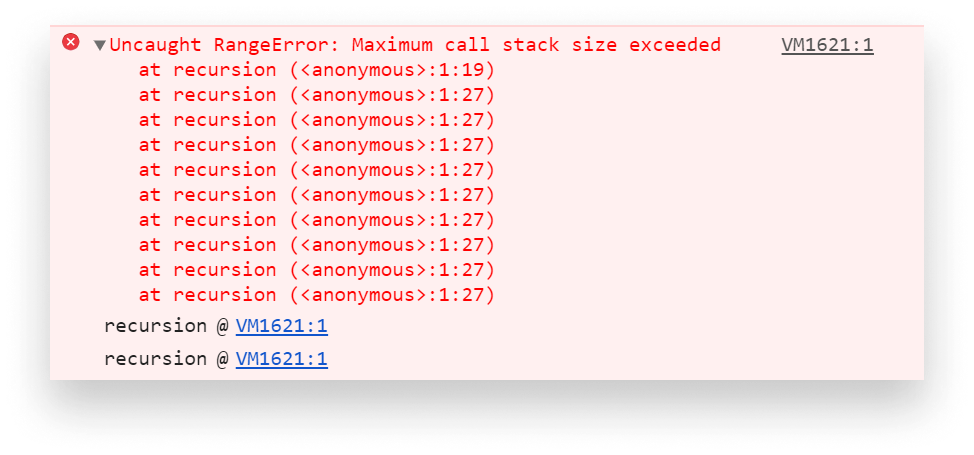 Uncaught RangeError: Maximum call stack size exceeded VM1621:1
at recursion (<anonymous>:1:19)
at recursion (<anonymous>:1:27)
at recursion (<anonymous>:1:27)
at recursion (<anonymous>:1:27)
at recursion (<anonymous>:1:27)
at recursion (<anonymous>:1:27)
at recursion (<anonymous>:1:27)
at recursion (<anonymous>:1:27)
at recursion (<anonymous>:1:27)
at recursion (<anonymous>:1:27)
recursion @ VM1621:1
recursion @ VM1621:1